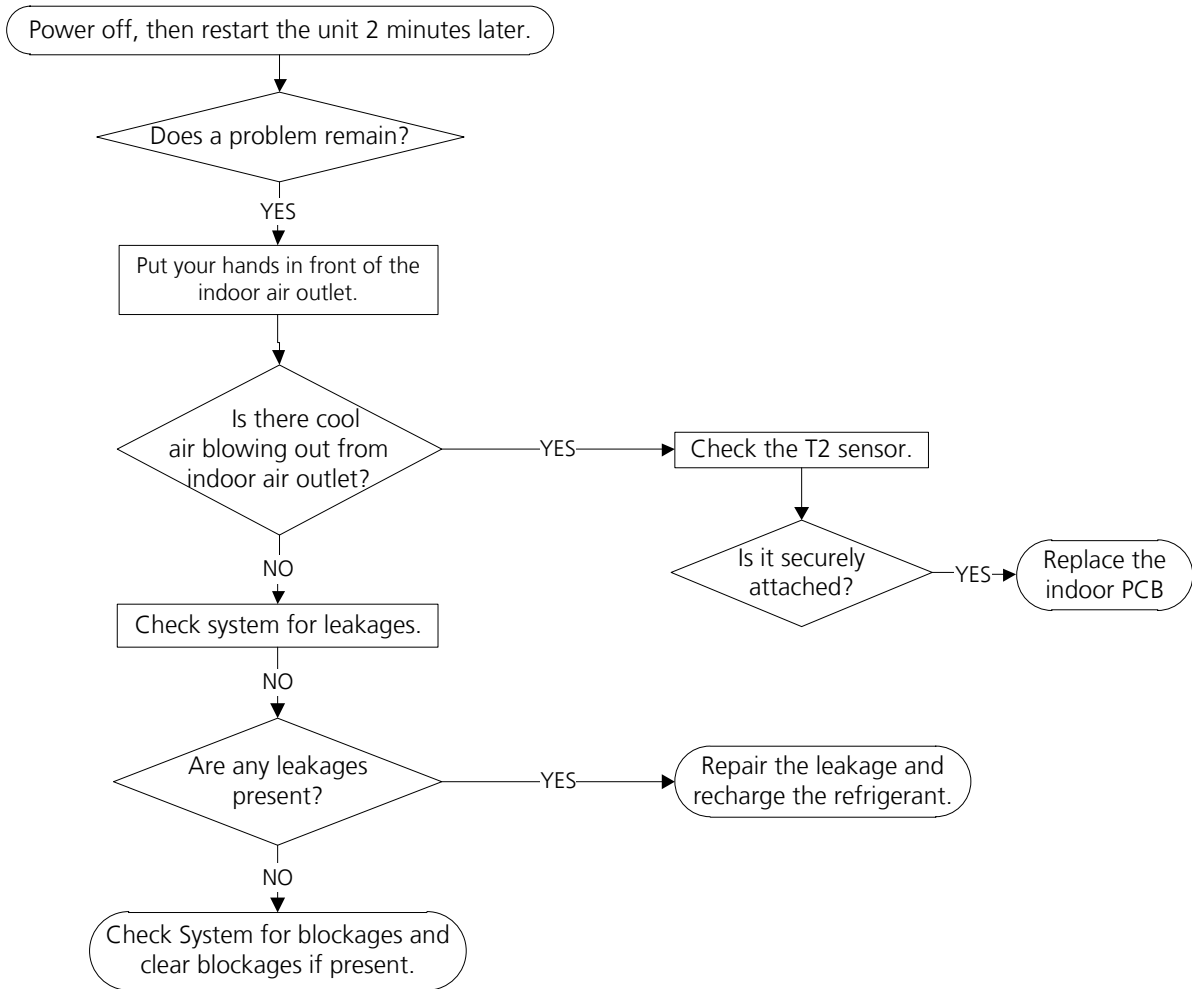 Power off, then restart the unit 2 minutes later.
Does a problem remain?
YES
Put your hands in front of the
indoor air outlet.
Is there cool
air blowing out from
indoor air outlet?
YES
Check the T2 sensor.
Is it securely
attached?
YES
Replace the
indoor PCB
NO
Check system for leakages.
NO
Are any leakages
present?
YES
Repair the leakage and
recharge the refrigerant.
NO
Check System for blockages and
clear blockages if present.